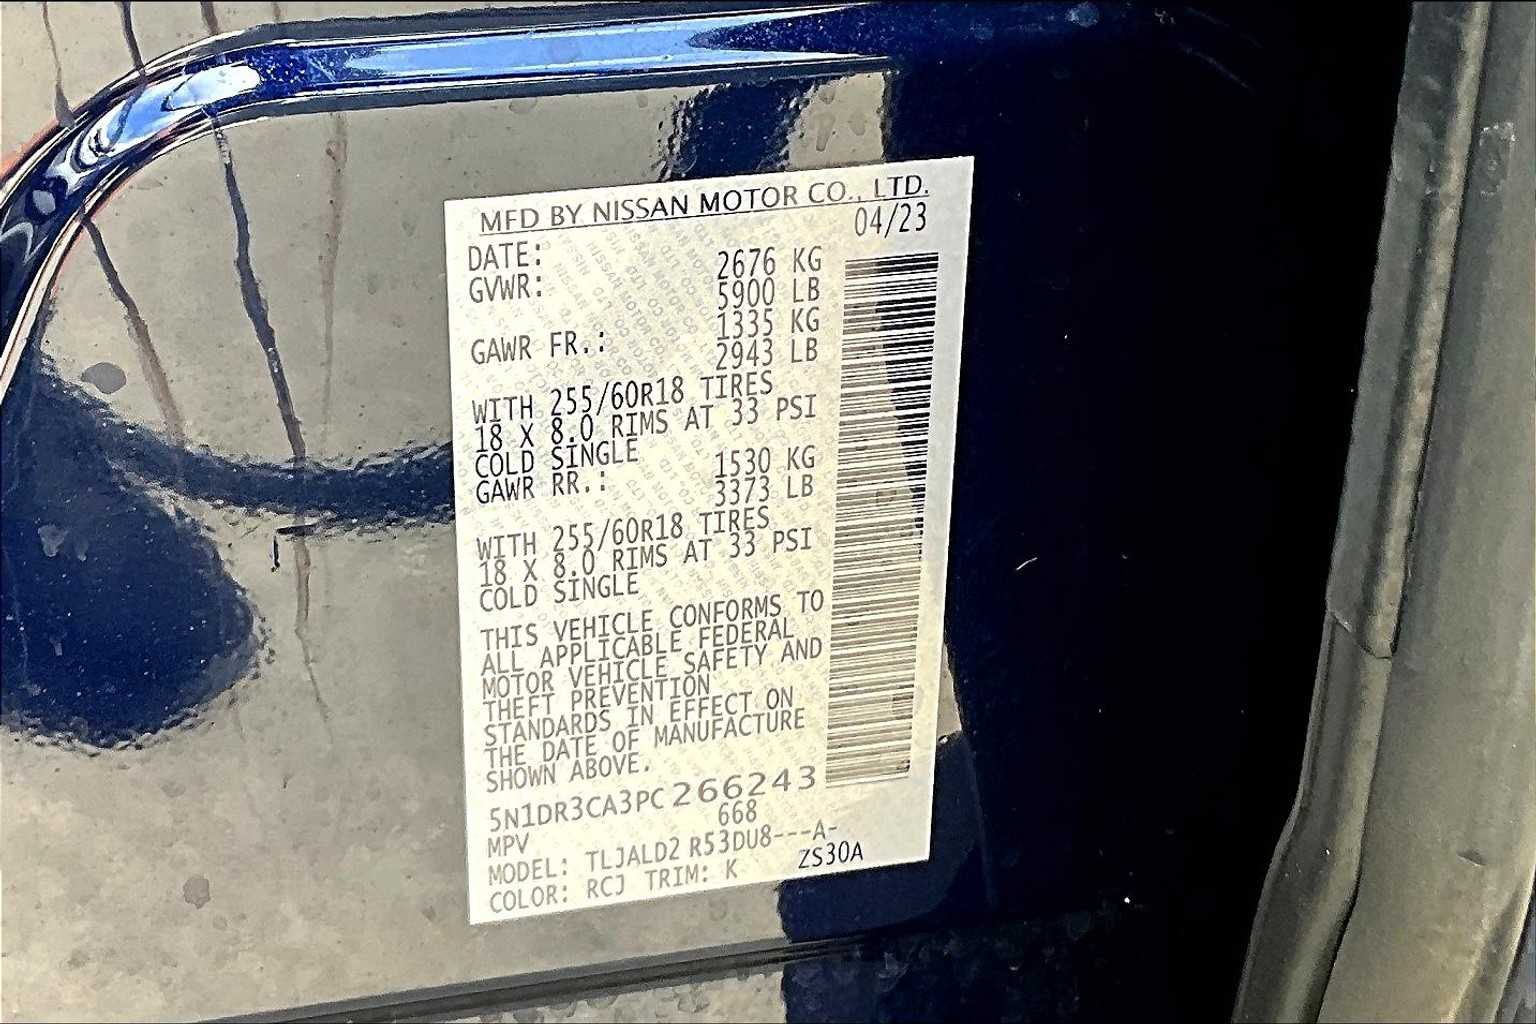 MFD BY NISSAN MOTOR CO., LTD.
DATE: 04/23
GVWR: 2676 KG
5900 LB
GAWR FR.: 1335 KG
2943 LB
WITH 255/60R18 TIRES
18 X 8.0 RIMS AT 33 PSI
COLD SINGLE
GAWR RR.: 1530 KG
3373 LB
WITH 255/60R18 TIRES
18 X 8.0 RIMS AT 33 PSI
COLD SINGLE
THIS VEHICLE CONFORMS TO
ALL APPLICABLE FEDERAL
MOTOR VEHICLE SAFETY AND
THEFT PREVENTION
STANDARDS IN EFFECT ON
THE DATE OF MANUFACTURE
SHOWN ABOVE.
5N1DR3CA3PC266243
MPV 668
MODEL: TLJALD2 R53DU8---A-
COLOR: RCJ TRIM: K ZS30A